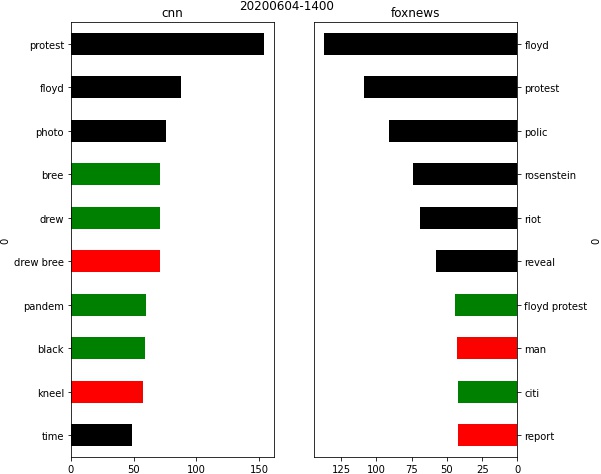 20200604-1400
cnn
foxnews
protest
floyd
photo
bree
drew
drew bree
pandem
black
kneel
time
0
0 50 100 150
floyd
protest
polic
rosenstein
riot
reveal
floyd protest
man
citi
report
0
125 100 75 50 25 0